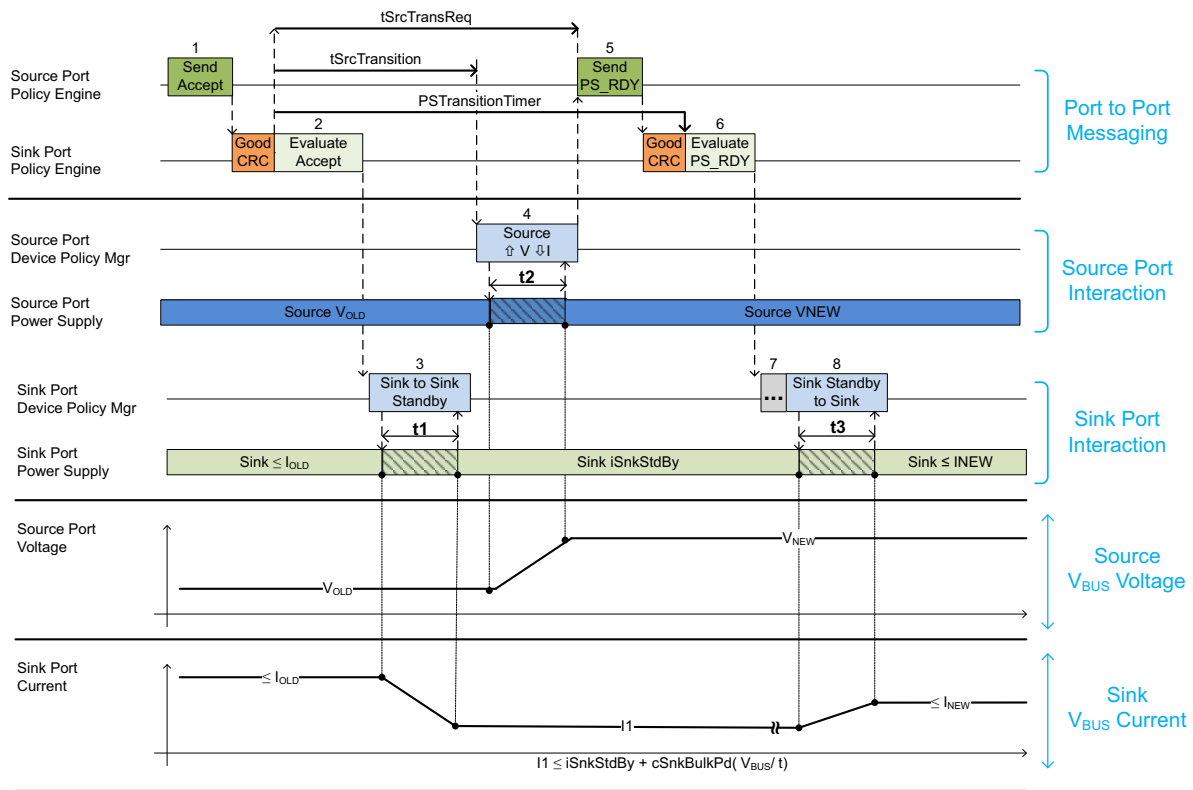 tSrcTransReq
1
5
Send
Accept
tSrcTransition
Send
PS_RDY
Source Port
Policy Engine
PSTransitionTimer
Port to Port
Messaging
2
6
Good
CRC
Evaluate
Accept
Good
CRC
Evaluate
PS_RDY
Sink Port
Policy Engine
4
Source Port
Device Policy Mgr
Source
⇧ V ⇩I
t2
Source Port
Interaction
Source Port
Power Supply
Source VOLD
Source VNEW
3
7
8
Sink Port
Device Policy Mgr
Sink to Sink
Standby
...
Sink Standby
to Sink
t1
t3
Sink Port
Interaction
Sink Port
Power Supply
Sink ≤ IOLD
Sink iSnkStdBy
Sink ≤ INEW
Source Port
Voltage
VNEW
VOLD
Source
VBUS Voltage
Sink Port
Current
≤ IOLD
≤ INEW
I1
Sink
VBUS Current
I1 ≤ iSnkStdBy + cSnkBulkPd( VBUS/ t)